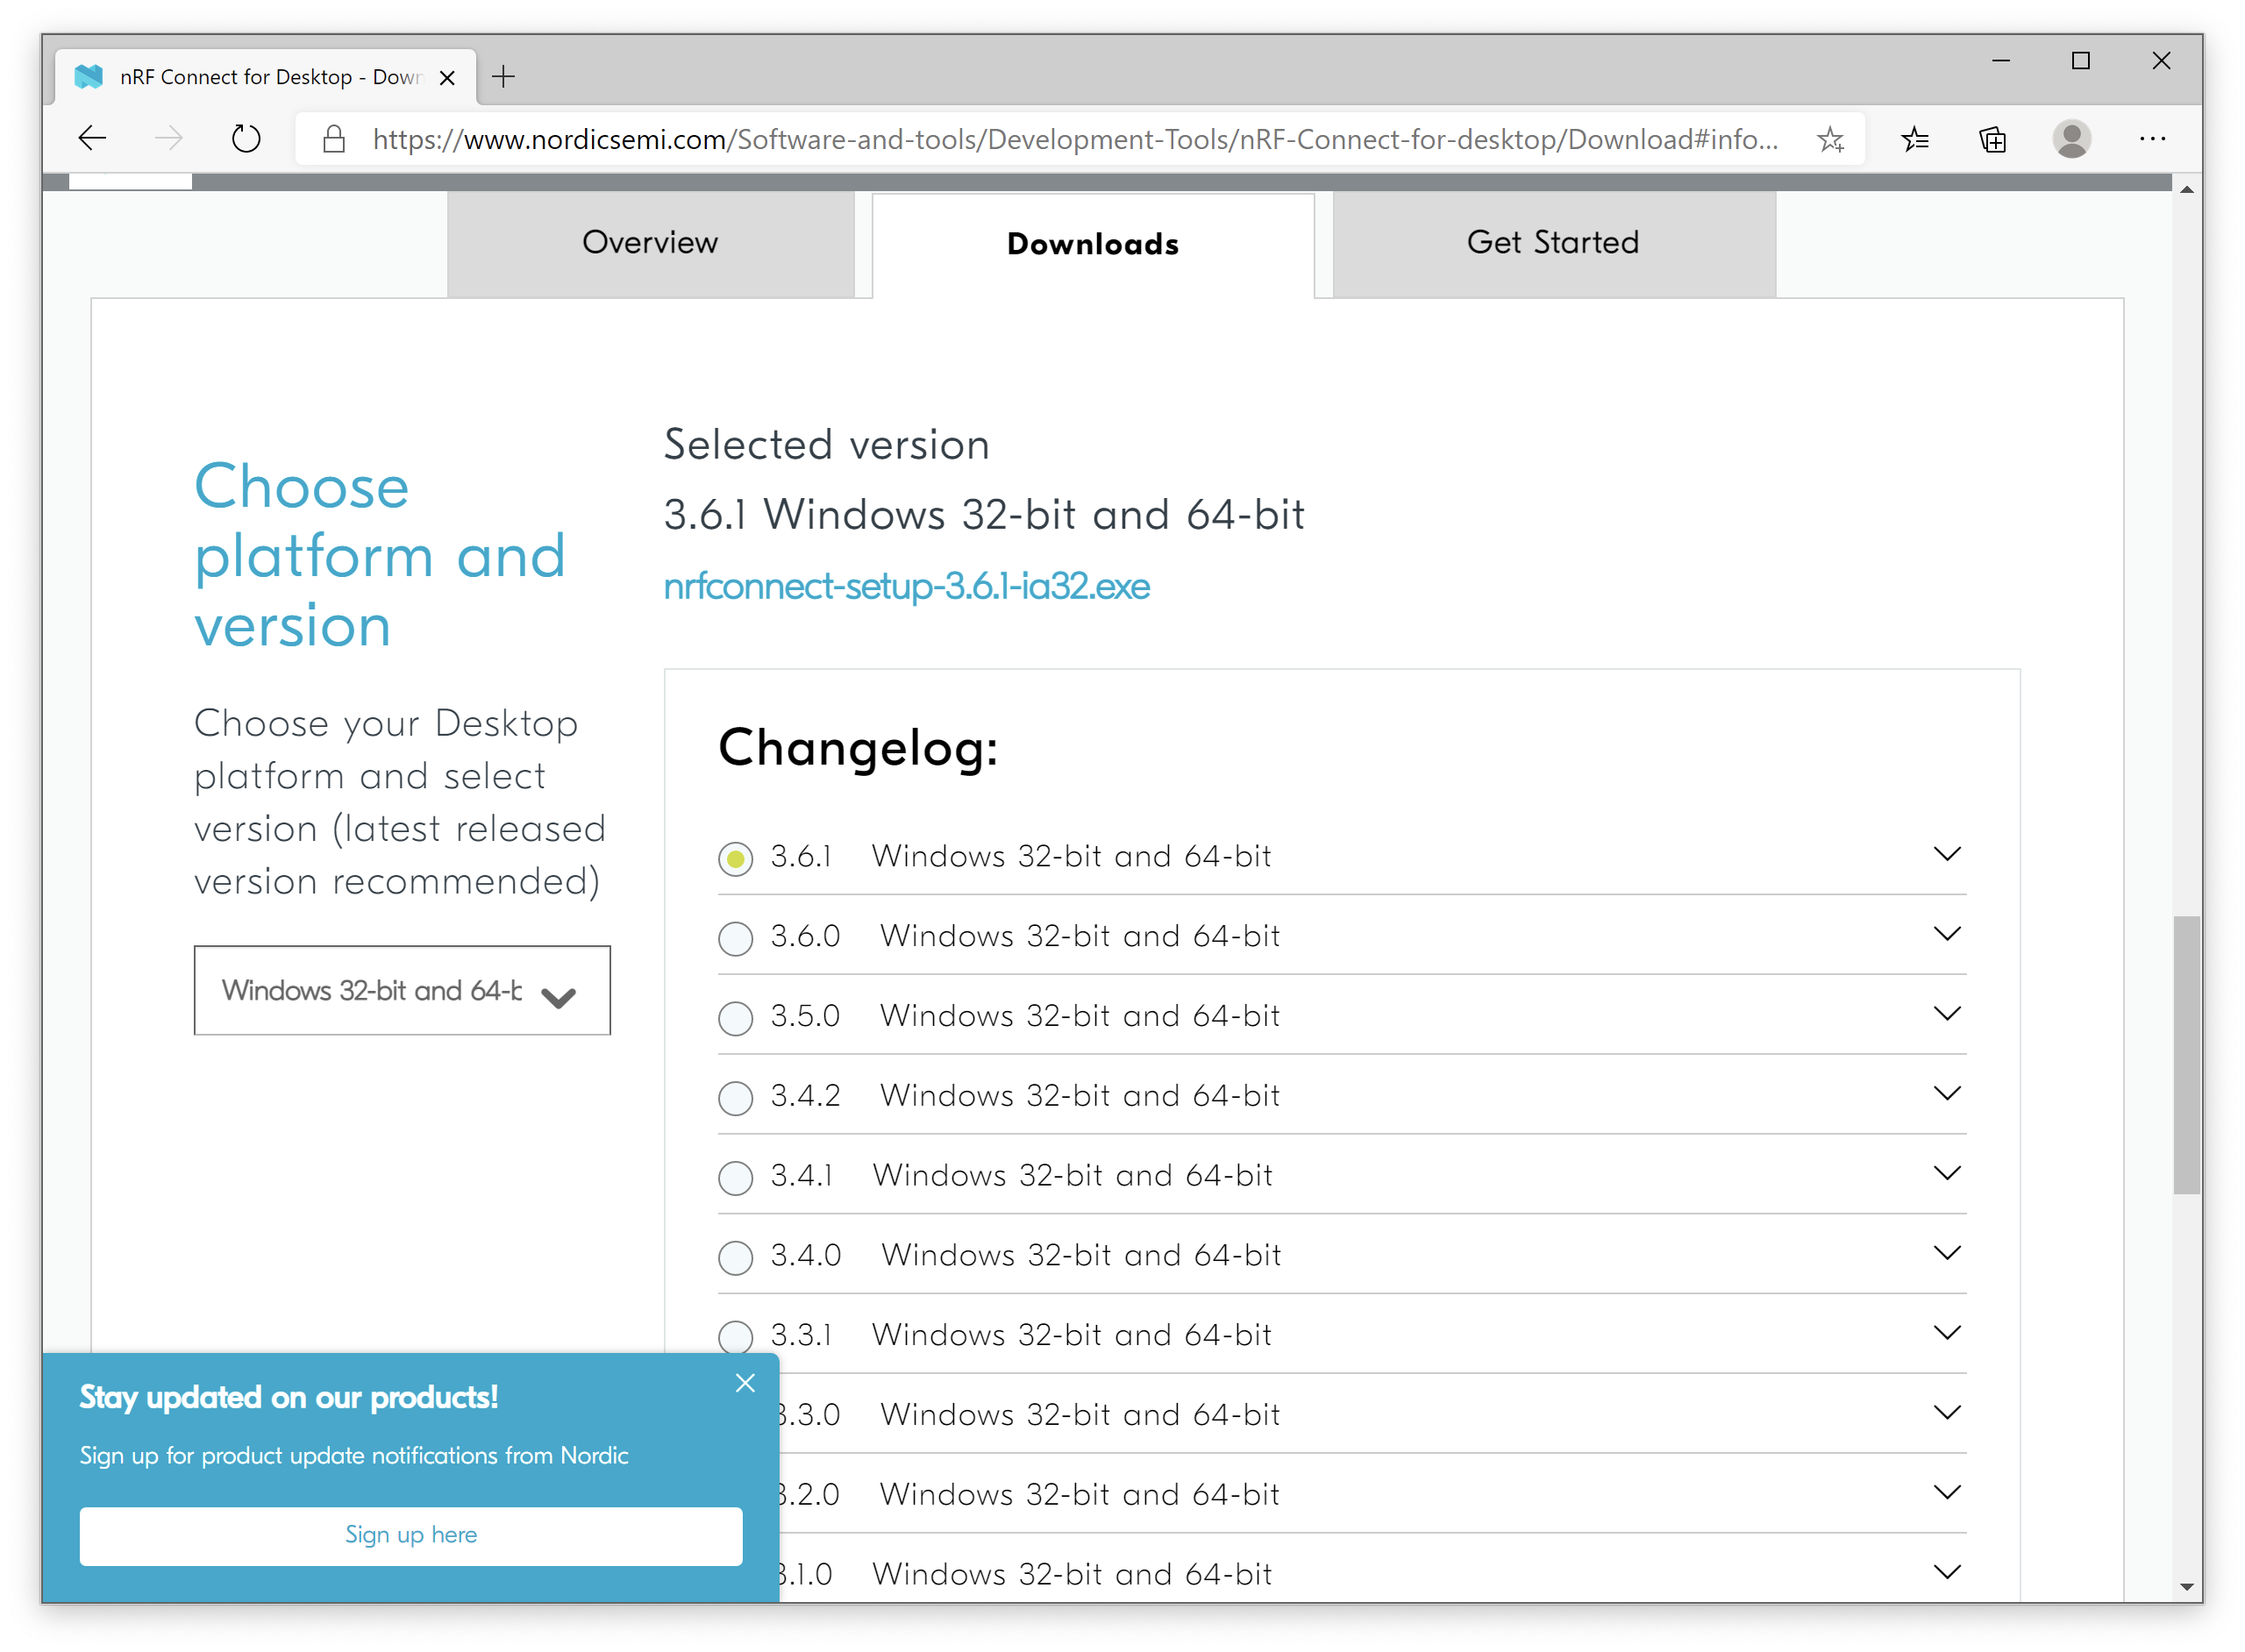 nRF Connect for Desktop - Down
https://www.nordicsemi.com/Software-and-tools/Development-Tools/nRF-Connect-for-desktop/Download#info...
Overview
Downloads
Get Started
Choose
platform and
version
Choose your Desktop
platform and select
version (latest released
version recommended)
Windows 32-bit and 64-b
Selected version
3.6.1 Windows 32-bit and 64-bit
nrfconnect-setup-3.6.1-ia32.exe
Changelog:
3.6.1 Windows 32-bit and 64-bit
3.6.0 Windows 32-bit and 64-bit
3.5.0 Windows 32-bit and 64-bit
3.4.2 Windows 32-bit and 64-bit
3.4.1 Windows 32-bit and 64-bit
3.4.0 Windows 32-bit and 64-bit
3.3.1 Windows 32-bit and 64-bit
3.3.0 Windows 32-bit and 64-bit
3.2.0 Windows 32-bit and 64-bit
3.1.0 Windows 32-bit and 64-bit
Stay updated on our products!
Sign up for product update notifications from Nordic
Sign up here